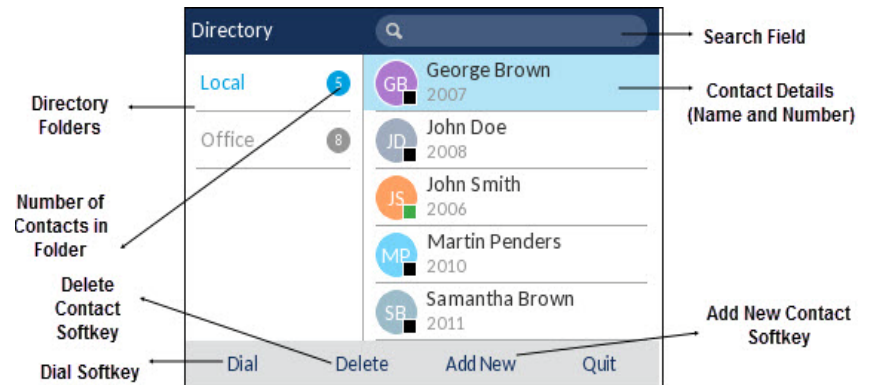 Directory
Search Field
Local
5
GB
George Brown
2007
Contact Details
(Name and Number)
Directory
Folders
Office
8
JD
John Doe
2008
JS
John Smith
2006
Number of
Contacts in
Folder
MP
Martin Penders
2010
Delete
Contact
Softkey
SB
Samantha Brown
2011
Add New Contact
Softkey
Dial Softkey
Dial
Delete
Add New
Quit